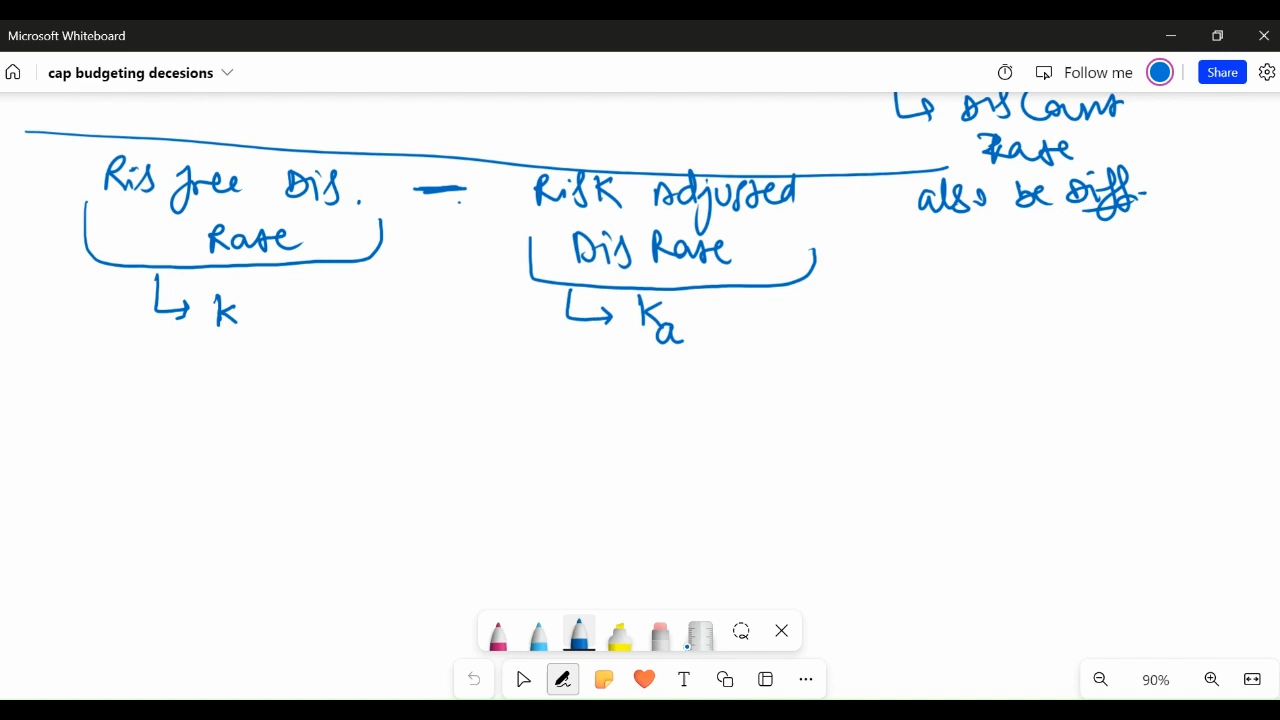 Microsoft Whiteboard
cap budgeting decesions
Follow me
Share
Discount
Rate
also be Diff.
Ris free Dis. — Risk Adjusted
Rate Dis Rate
K Ka
T
90%